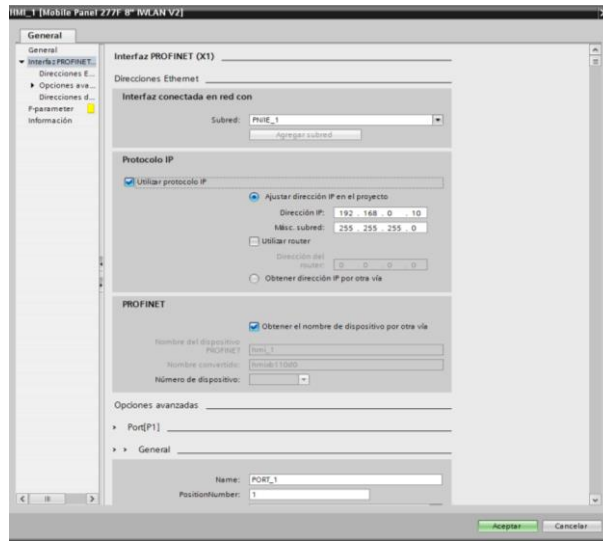 HMI_1 [Mobile Panel 277F 8" IWLAN V2]
General
General
Interfaz PROFINET...
Direcciones E...
Opciones ava...
Direcciones d...
F-parameter
Información
Interfaz PROFINET (X1)
Direcciones Ethernet
Interfaz conectada en red con
Subred: PN/IE_1
Agregar subred
Protocolo IP
Utilizar protocolo IP
Ajustar dirección IP en el proyecto
Dirección IP: 192 . 168 . 0 . 10
Másc. subred: 255 . 255 . 255 . 0
Utilizar router
Dirección del router: 0 . 0 . 0 . 0
Obtener dirección IP por otra vía
PROFINET
Obtener el nombre de dispositivo por otra vía
Nombre del dispositivo PROFINET
hmi_1
Nombre convertido: hmixb110d0
Número de dispositivo:
Opciones avanzadas
Port[P1]
General
Name: PORT_1
PositionNumber: 1
Aceptar Cancelar